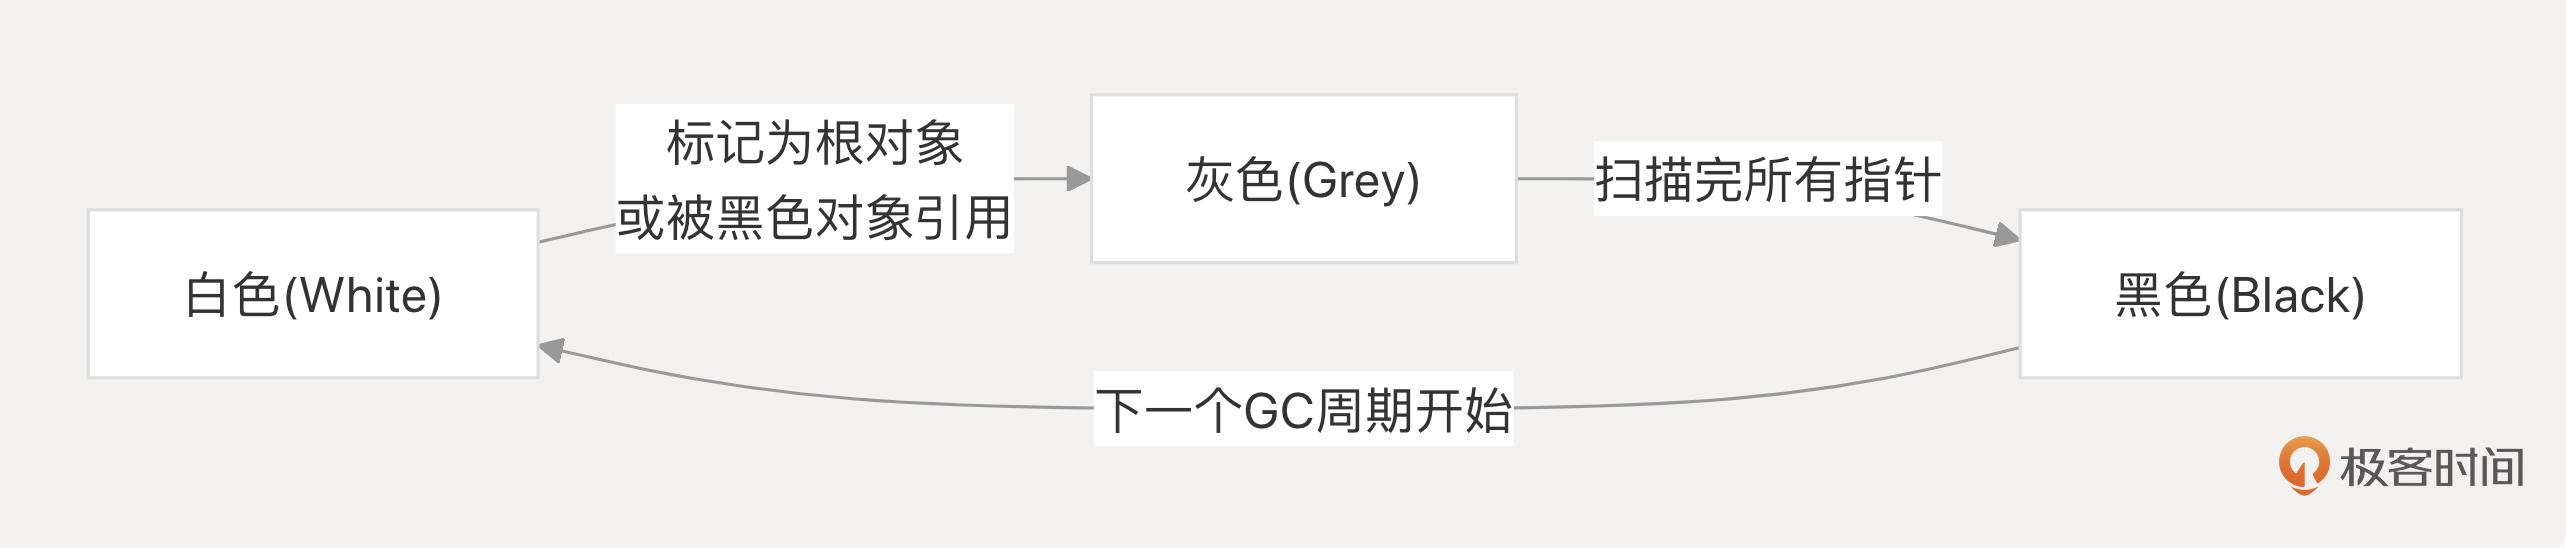 标记为根对象
或被黑色对象引用
灰色(Grey)
扫描完所有指针
白色(White)
黑色(Black)
下一个GC周期开始
极客时间